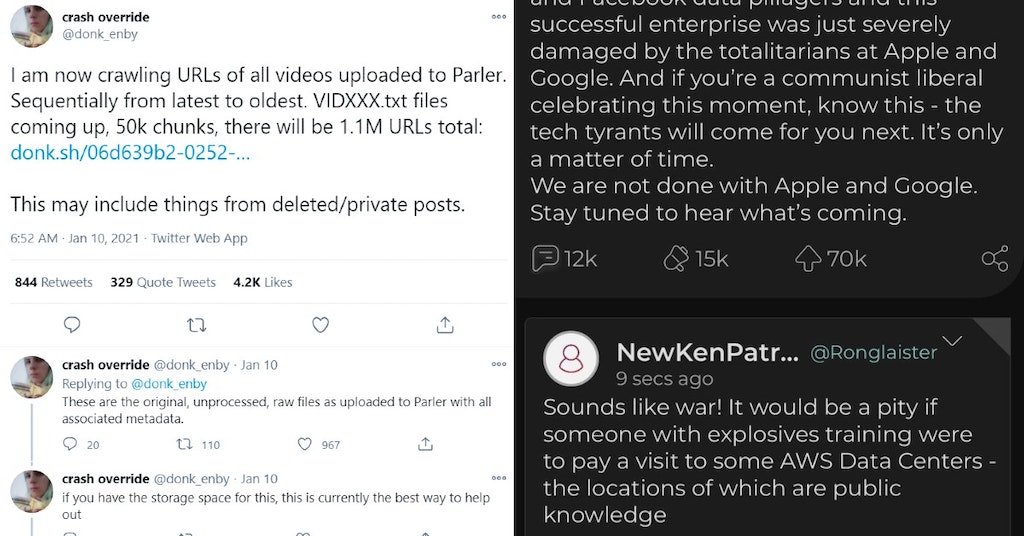 crash override
@donk_enby
I am now crawling URLs of all videos uploaded to Parler.
Sequentially from latest to oldest. VIDXXX.txt files
coming up, 50k chunks, there will be 1.1M URLs total:
donk.sh/06d639b2-0252-...
This may include things from deleted/private posts.
6:52 AM · Jan 10, 2021 · Twitter Web App
844 Retweets 329 Quote Tweets 4.2K Likes
crash override @donk_enby · Jan 10
Replying to @donk_enby
These are the original, unprocessed, raw files as uploaded to Parler with all
associated metadata.
20 110 967
crash override @donk_enby · Jan 10
if you have the storage space for this, this is currently the best way to help
out
and Facebook data pillagers and this
successful enterprise was just severely
damaged by the totalitarians at Apple and
Google. And if you’re a communist liberal
celebrating this moment, know this - the
tech tyrants will come for you next. It’s only
a matter of time.
We are not done with Apple and Google.
Stay tuned to hear what’s coming.
12k 15k 70k
NewKenPatr... @Ronglaister
9 secs ago
Sounds like war! It would be a pity if
someone with explosives training were
to pay a visit to some AWS Data Centers -
the locations of which are public
knowledge